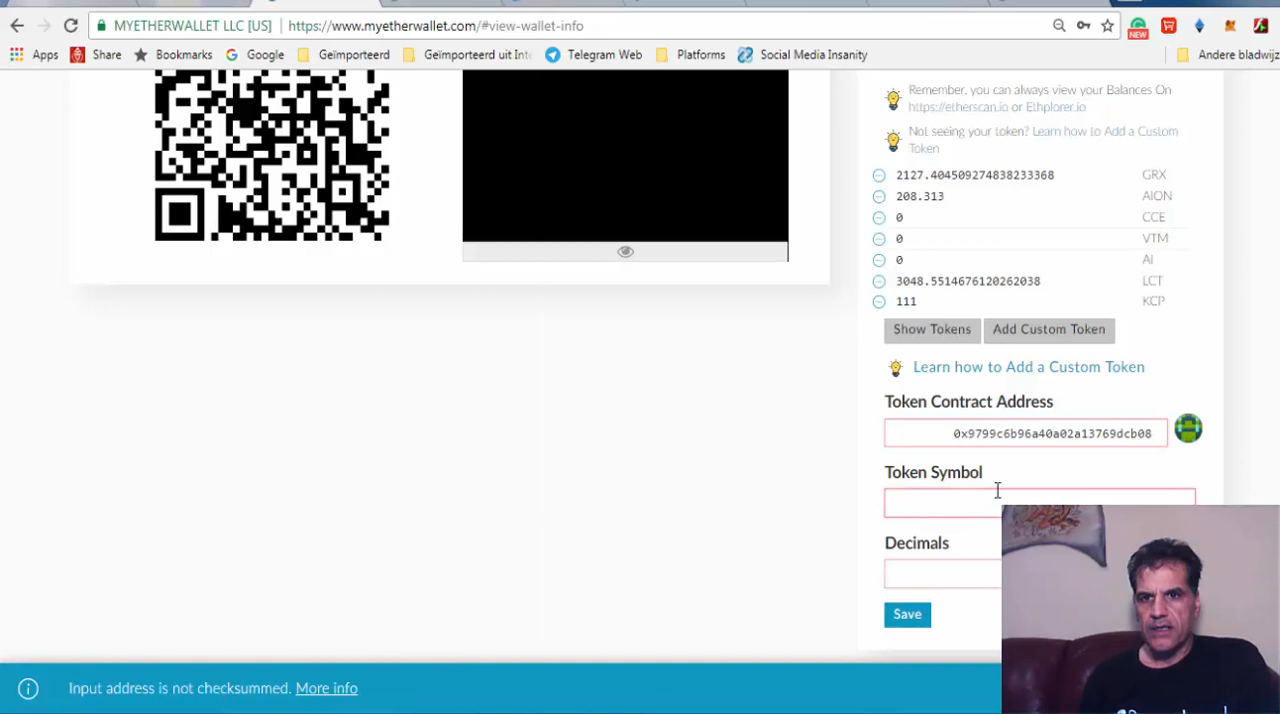 MYETHERWALLET LLC [US] https://www.myetherwallet.com/#view-wallet-info
NEW
Apps Share Bookmarks Google Geïmporteerd Geïmporteerd uit Inte Telegram Web Platforms Social Media Insanity Andere bladwijz
Remember, you can always view your Balances On
https://etherscan.io or Ethplorer.io
Not seeing your token? Learn how to Add a Custom
Token
2127.404509274838233368 GRX
208.313 AION
0 CCE
0 VTM
0 AI
3048.5514676120262038 LCT
111 KCP
Show Tokens Add Custom Token
Learn how to Add a Custom Token
Token Contract Address
0x9799c6b96a40a02a13769dcb08
Token Symbol
Decimals
Save
Input address is not checksummed. More info